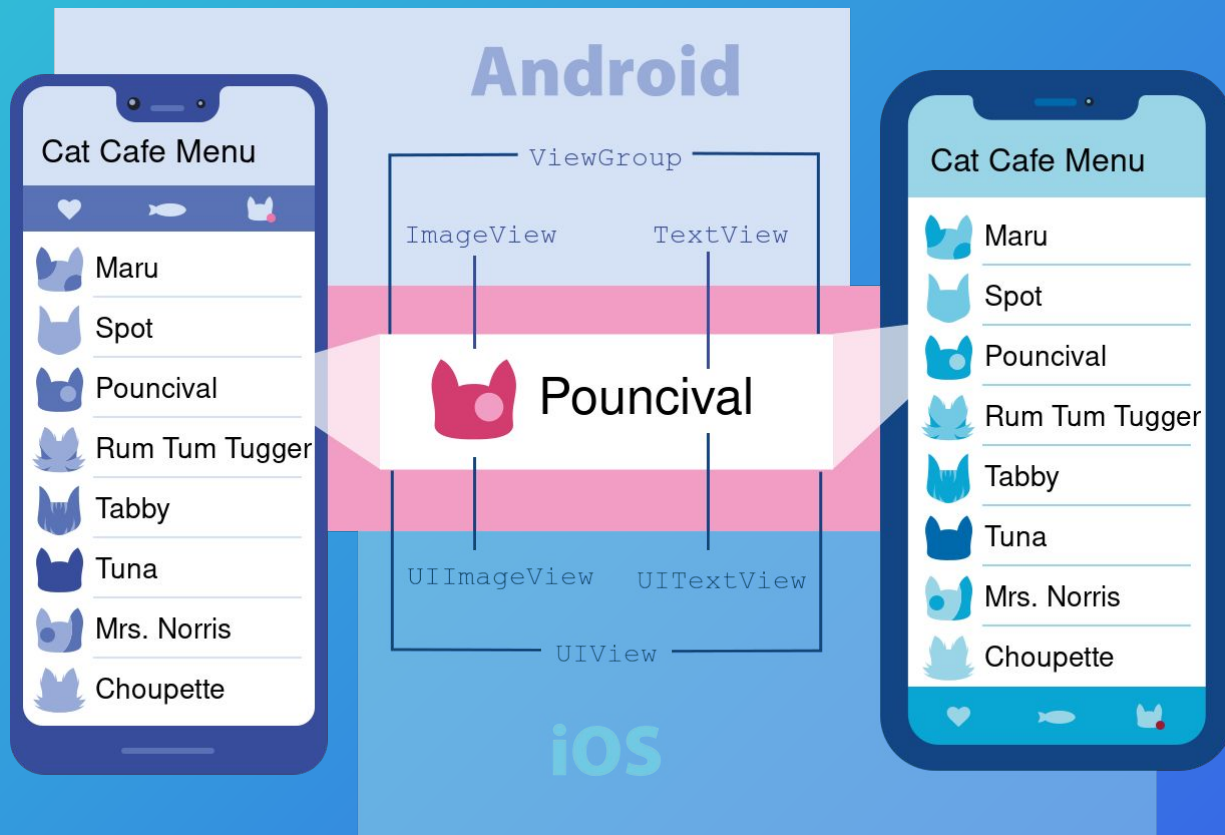 Android
Cat Cafe Menu
Maru
Spot
Pouncival
Rum Tum Tugger
Tabby
Tuna
Mrs. Norris
Choupette
ViewGroup
ImageView TextView
Pouncival
UIImageView UITextView
UIView
iOS
Cat Cafe Menu
Maru
Spot
Pouncival
Rum Tum Tugger
Tabby
Tuna
Mrs. Norris
Choupette